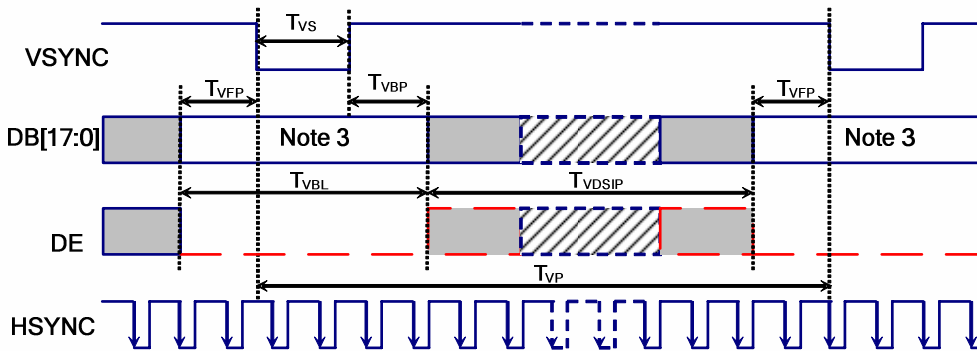 TVS
VSYNC
TVFP TVBP TVFP
DB[17:0] Note 3 Note 3
TVBL TVDSIP
DE
TVP
HSYNC